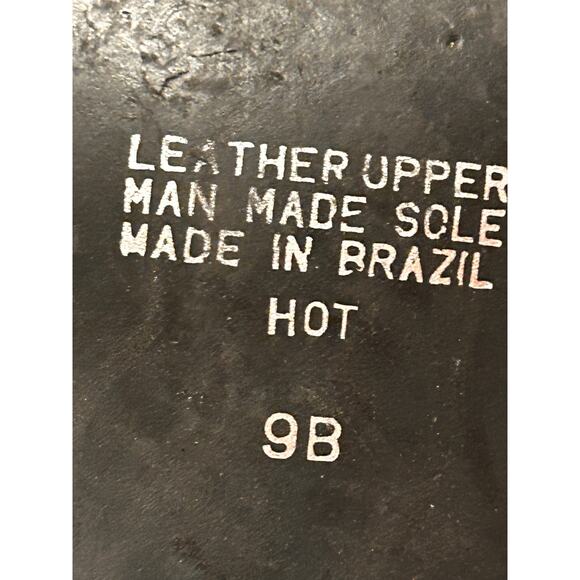 LEATHER UPPER
MAN MADE SOLE
MADE IN BRAZIL
HOT
9B